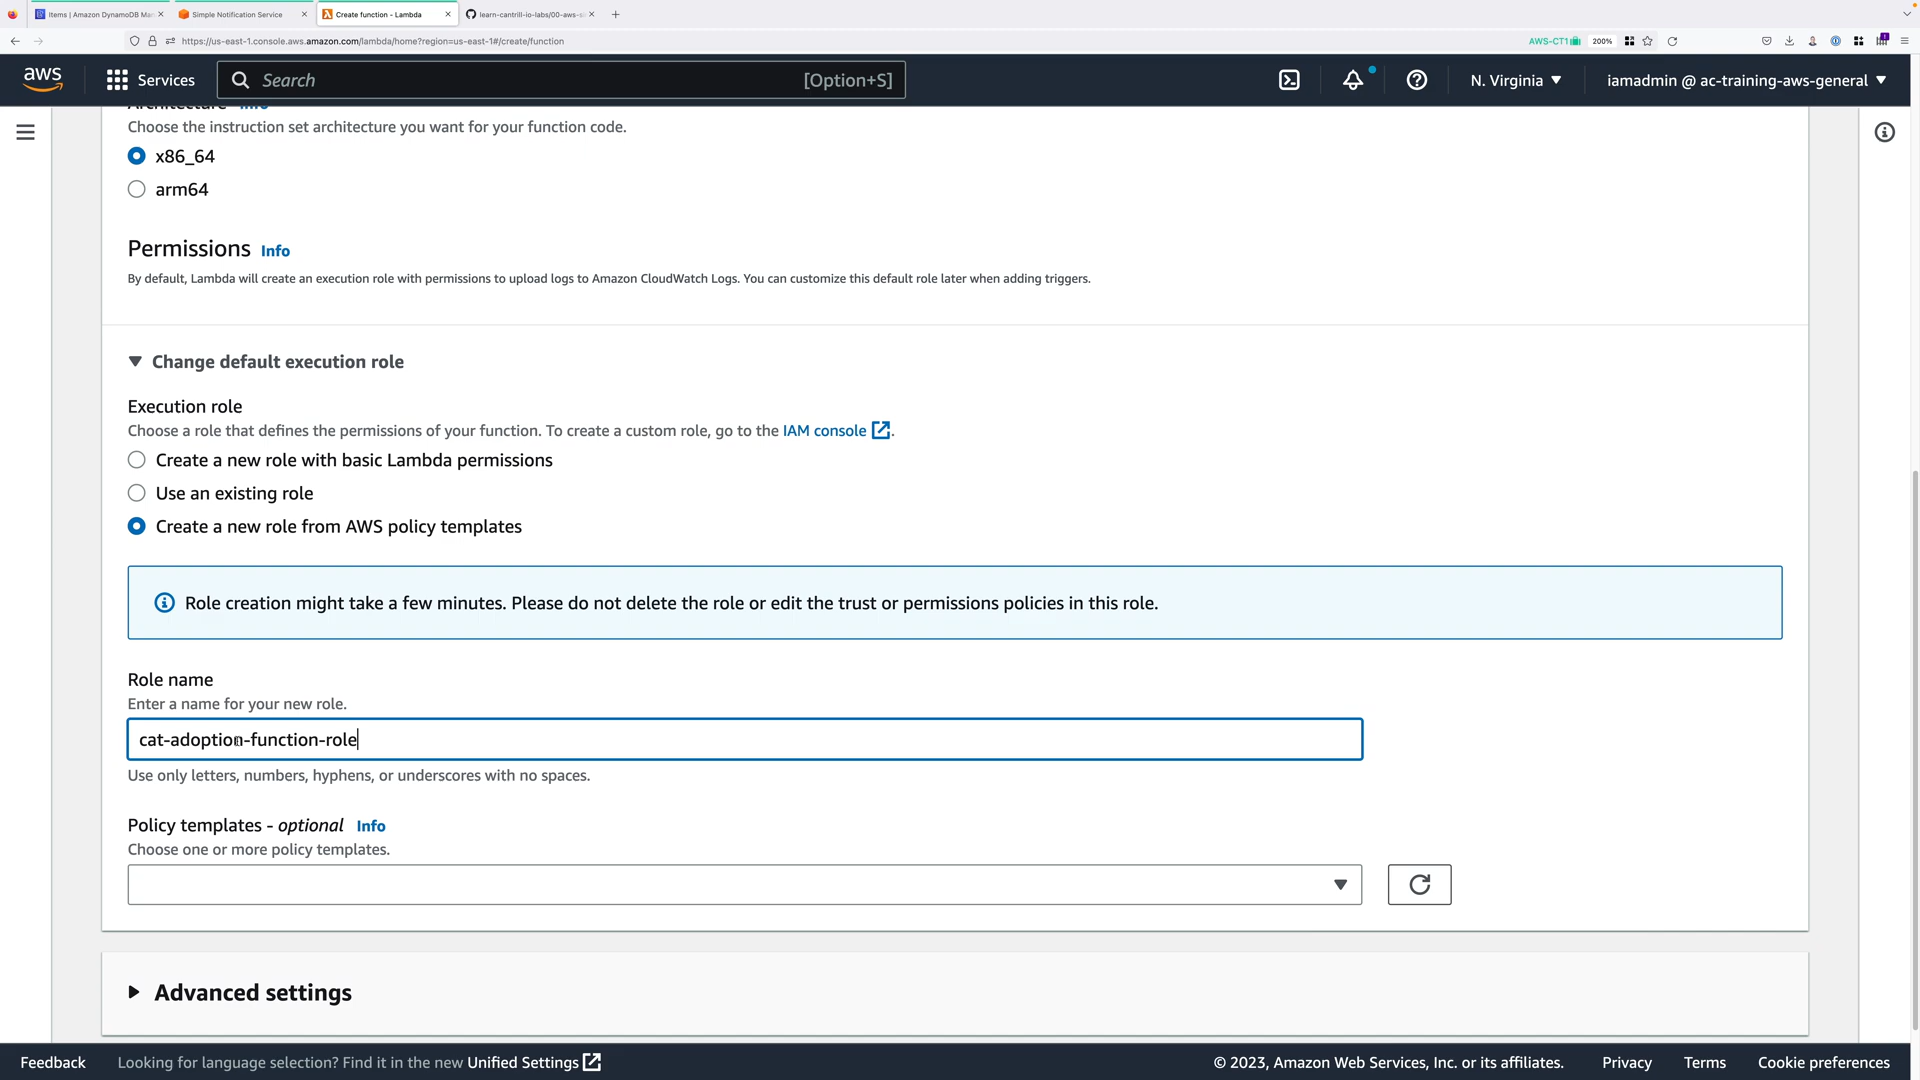 Items | Amazon DynamoDB Ma
Simple Notification Service
Create function - Lambda
learn-cantrill-io-labs/00-aws-si
https://us-east-1.console.aws.amazon.com/lambda/home?region=us-east-1#/create/function
AWS-CT1
200%
aws
Services
Search
[Option+S]
N. Virginia
iamadmin @ ac-training-aws-general
Architecture Info
Choose the instruction set architecture you want for your function code.
x86_64
arm64
Permissions Info
By default, Lambda will create an execution role with permissions to upload logs to Amazon CloudWatch Logs. You can customize this default role later when adding triggers.
Change default execution role
Execution role
Choose a role that defines the permissions of your function. To create a custom role, go to the IAM console.
Create a new role with basic Lambda permissions
Use an existing role
Create a new role from AWS policy templates
Role creation might take a few minutes. Please do not delete the role or edit the trust or permissions policies in this role.
Role name
Enter a name for your new role.
cat-adoption-function-role
Use only letters, numbers, hyphens, or underscores with no spaces.
Policy templates - optional Info
Choose one or more policy templates.
Advanced settings
Feedback
Looking for language selection? Find it in the new Unified Settings
© 2023, Amazon Web Services, Inc. or its affiliates.
Privacy
Terms
Cookie preferences